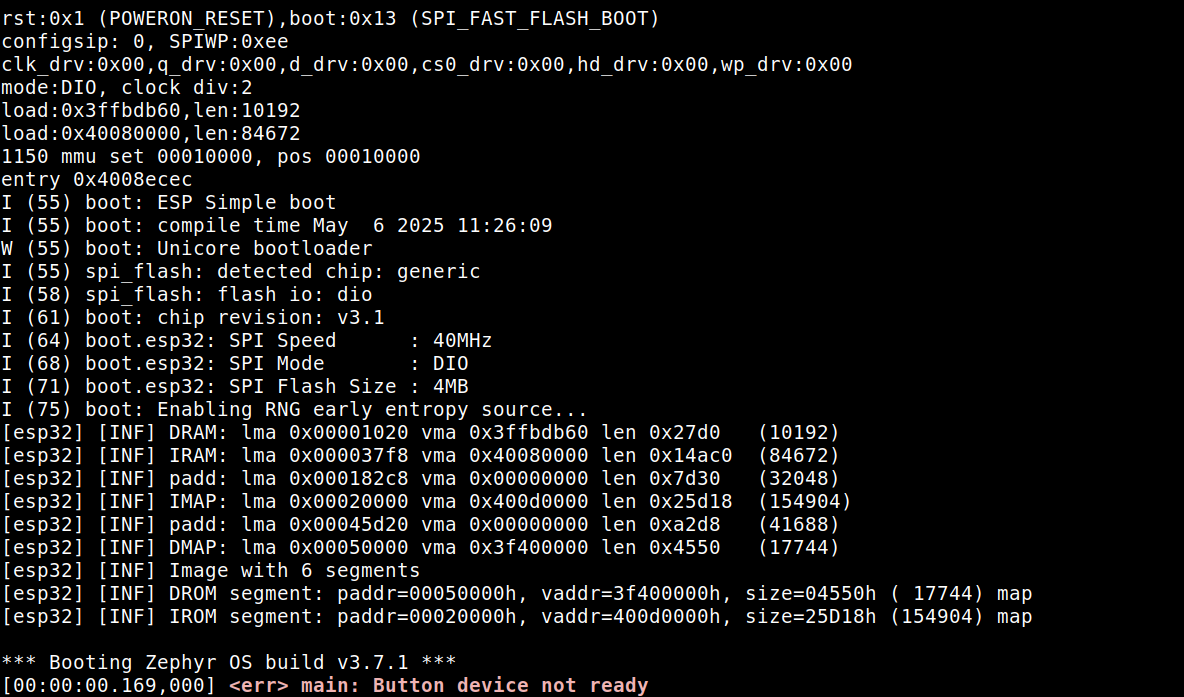 rst:0x1 (POWERON_RESET),boot:0x13 (SPI_FAST_FLASH_BOOT)
configsip: 0, SPIWP:0xee
clk_drv:0x00,q_drv:0x00,d_drv:0x00,cs0_drv:0x00,hd_drv:0x00,wp_drv:0x00
mode:DIO, clock div:2
load:0x3ffbdb60,len:10192
load:0x40080000,len:84672
1150 mmu set 00010000, pos 00010000
entry 0x4008ecec
I (55) boot: ESP Simple boot
I (55) boot: compile time May  6 2025 11:26:09
W (55) boot: Unicore bootloader
I (55) spi_flash: detected chip: generic
I (58) spi_flash: flash io: dio
I (61) boot: chip revision: v3.1
I (64) boot.esp32: SPI Speed      : 40MHz
I (68) boot.esp32: SPI Mode       : DIO
I (71) boot.esp32: SPI Flash Size : 4MB
I (75) boot: Enabling RNG early entropy source...
[esp32] [INF] DRAM: lma 0x00001020 vma 0x3ffbdb60 len 0x27d0   (10192)
[esp32] [INF] IRAM: lma 0x000037f8 vma 0x40080000 len 0x14ac0  (84672)
[esp32] [INF] padd: lma 0x000182c8 vma 0x00000000 len 0x7d30   (32048)
[esp32] [INF] IMAP: lma 0x00020000 vma 0x400d0000 len 0x25d18  (154904)
[esp32] [INF] padd: lma 0x00045d20 vma 0x00000000 len 0xa2d8   (41688)
[esp32] [INF] DMAP: lma 0x00050000 vma 0x3f400000 len 0x4550   (17744)
[esp32] [INF] Image with 6 segments
[esp32] [INF] DROM segment: paddr=00050000h, vaddr=3f400000h, size=04550h ( 17744) map
[esp32] [INF] IROM segment: paddr=00020000h, vaddr=400d0000h, size=25D18h (154904) map
*** Booting Zephyr OS build v3.7.1 ***
[00:00:00.169,000] <err> main: Button device not ready